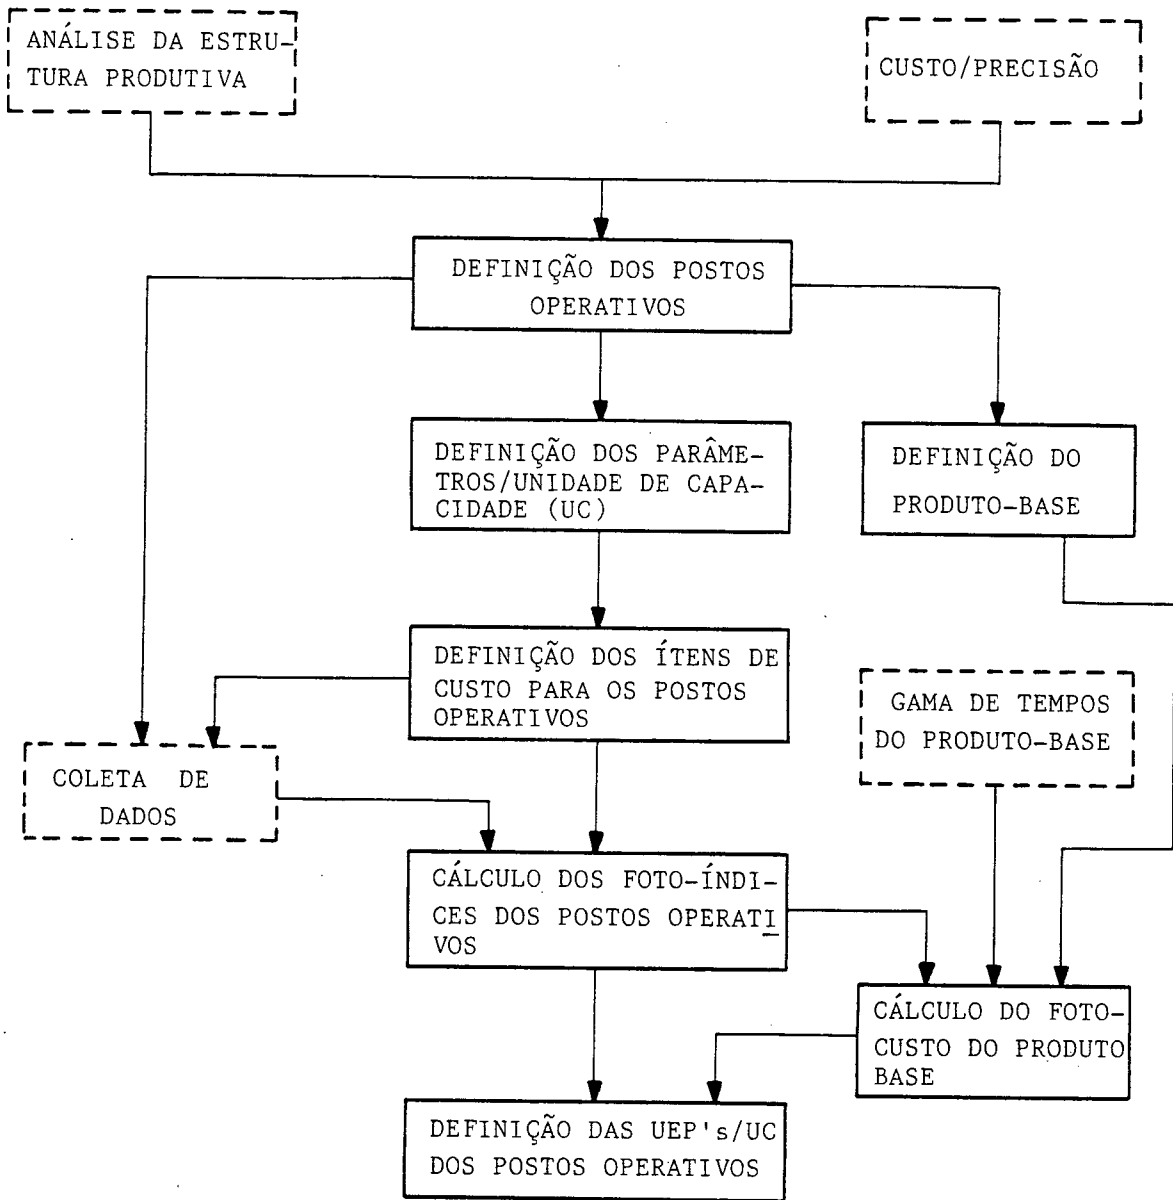 ANÁLISE DA ESTRU-
TURA PRODUTIVA
CUSTO/PRECISÃO
DEFINIÇÃO DOS POSTOS
OPERATIVOS
DEFINIÇÃO DOS PARÂME-
TROS/UNIDADE DE CAPA-
CIDADE (UC)
DEFINIÇÃO DO
PRODUTO-BASE
DEFINIÇÃO DOS ÍTENS DE
CUSTO PARA OS POSTOS
OPERATIVOS
GAMA DE TEMPOS
DO PRODUTO-BASE
COLETA DE
DADOS
CÁLCULO DOS FOTO-ÍNDI-
CES DOS POSTOS OPERATI
VOS
CÁLCULO DO FOTO-
CUSTO DO PRODUTO
BASE
DEFINIÇÃO DAS UEP's/UC
DOS POSTOS OPERATIVOS